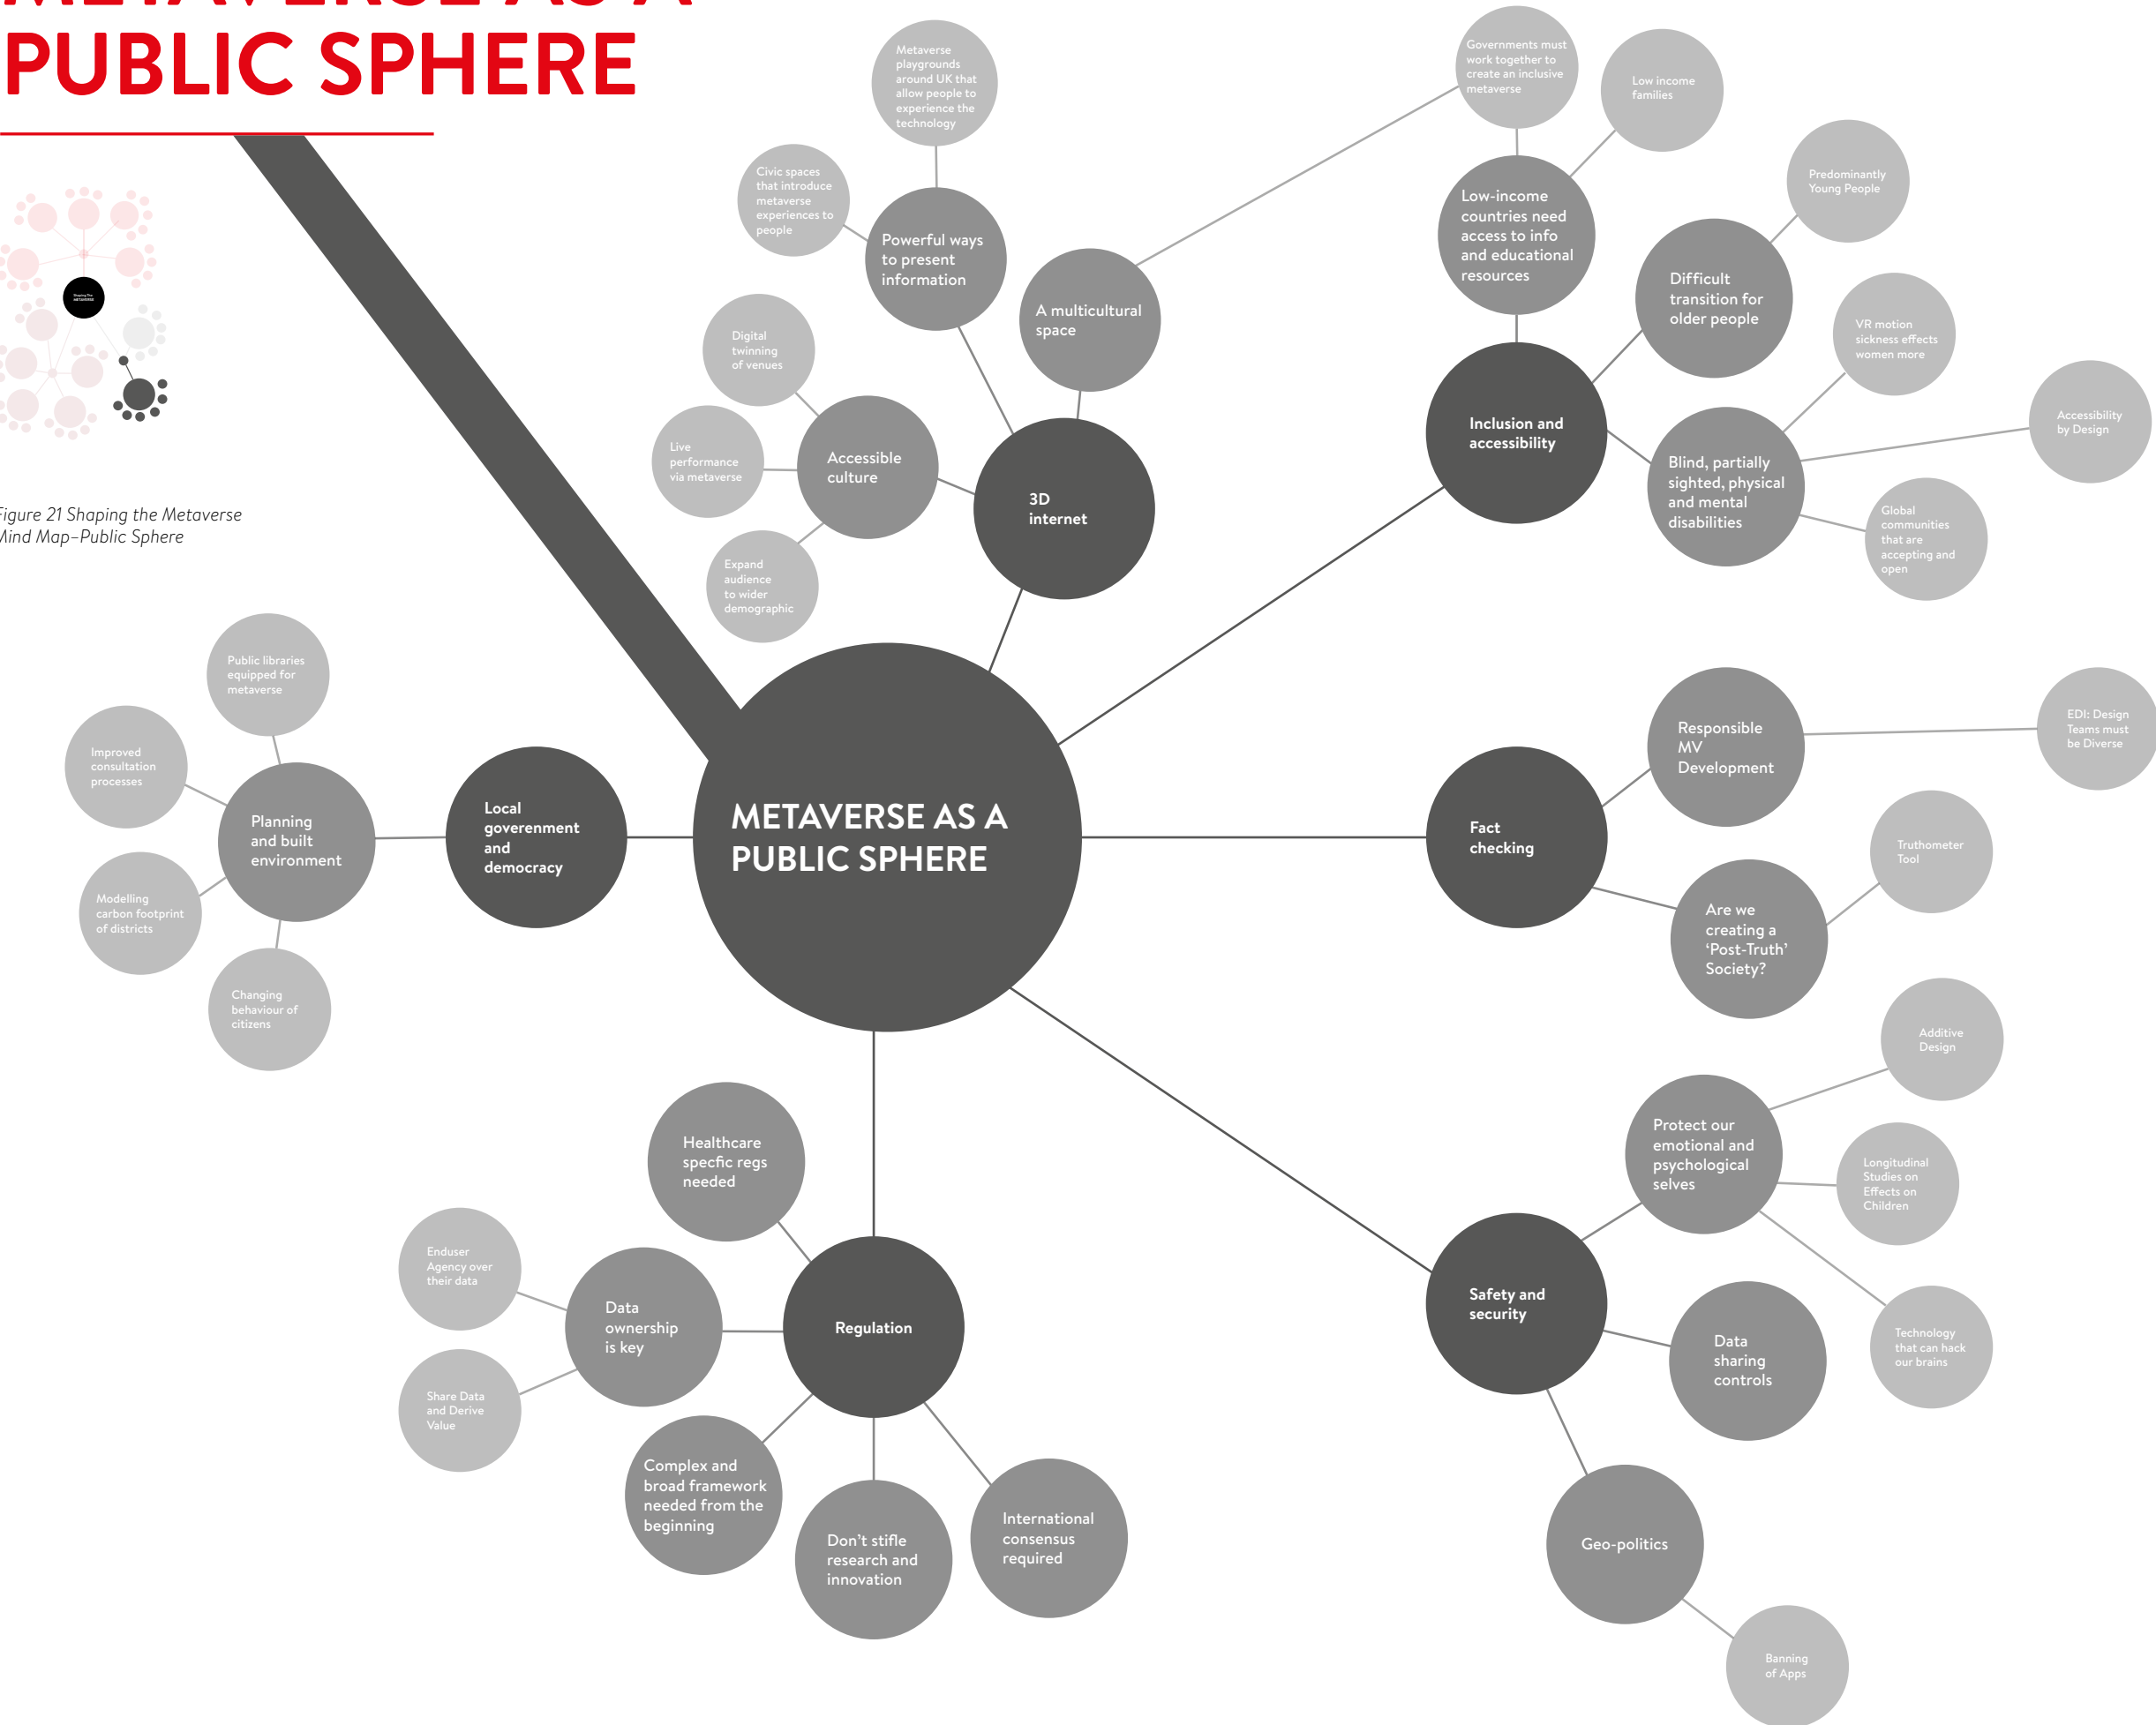 METAVERSE AS A
PUBLIC SPHERE
Shaping The
METAVERSE
Figure 21 Shaping the Metaverse
Mind Map–Public Sphere
Metaverse
playgrounds
around UK that
allow people to
experience the
technology
Civic spaces
that introduce
metaverse
experiences to
people
Powerful ways
to present
information
A multicultural
space
Digital
twinning
of venues
Live
performance
via metaverse
Expand
audience
to wider
demographic
Accessible
culture
3D
internet
Governments must
work together to
create an inclusive
metaverse
Low income
families
Low-income
countries need
access to info
and educational
resources
Predominantly
Young People
Difficult
transition for
older people
VR motion
sickness effects
women more
Accessibility
by Design
Inclusion and
accessibility
Blind, partially
sighted, physical
and mental
disabilities
Global
communities
that are
accepting and
open
Public libraries
equipped for
metaverse
Improved
consultation
processes
Planning
and built
environment
Modelling
carbon footprint
of districts
Changing
behaviour of
citizens
Local
goverenment
and
democracy
METAVERSE AS A
PUBLIC SPHERE
Responsible
MV
Development
EDI: Design
Teams must
be Diverse
Fact
checking
Truthometer
Tool
Are we
creating a
‘Post-Truth’
Society?
Additive
Design
Protect our
emotional and
psychological
selves
Longitudinal
Studies on
Effects on
Children
Technology
that can hack
our brains
Safety and
security
Data
sharing
controls
Geo-politics
Banning
of Apps
Healthcare
specfic regs
needed
Enduser
Agency over
their data
Data
ownership
is key
Share Data
and Derive
Value
Regulation
Complex and
broad framework
needed from the
beginning
Don’t stifle
research and
innovation
International
consensus
required